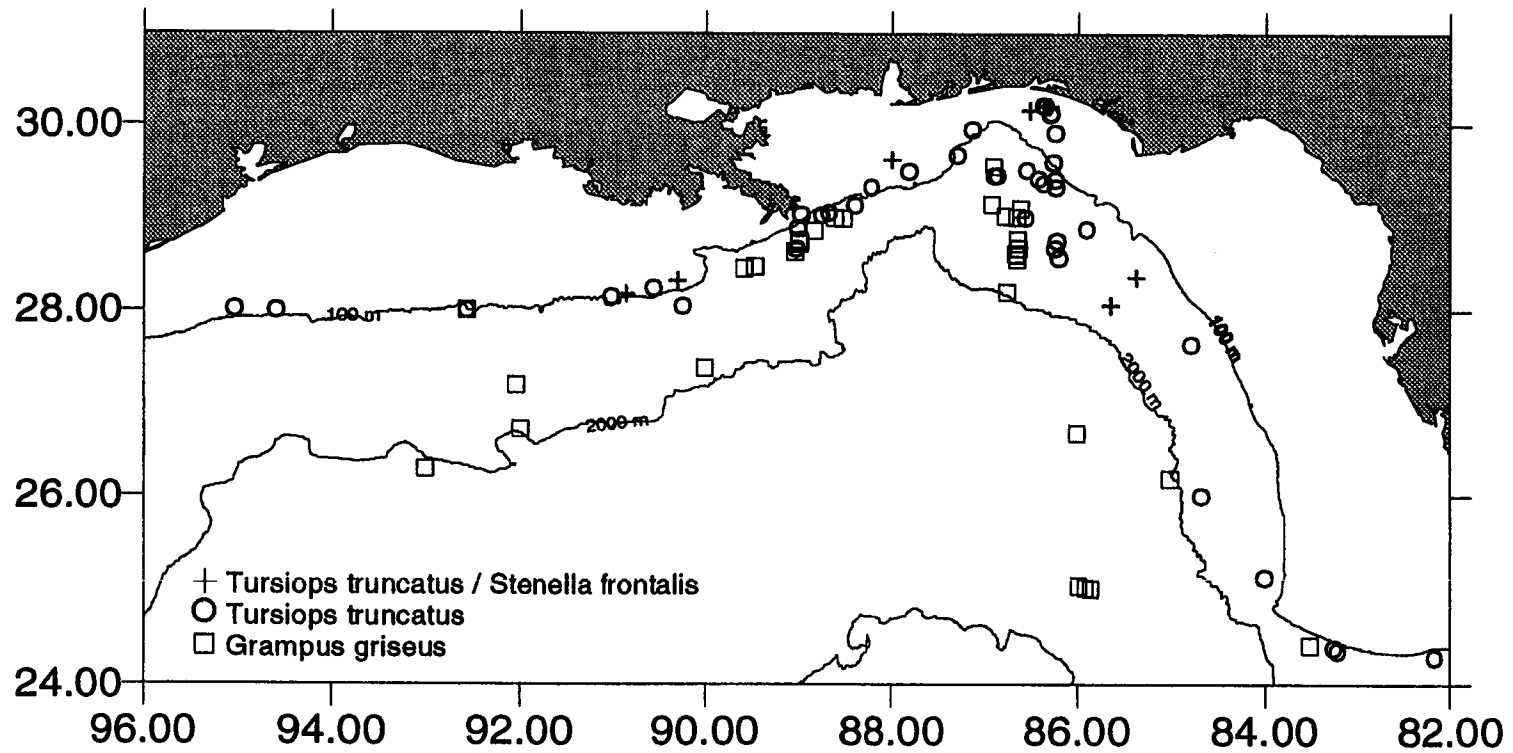 30.00
28.00
100 m
100 m
2000 m
2000 m
26.00
+ Tursiops truncatus / Stenella frontalis
Tursiops truncatus
Grampus griseus
24.00
96.00 94.00 92.00 90.00 88.00 86.00 84.00 82.00